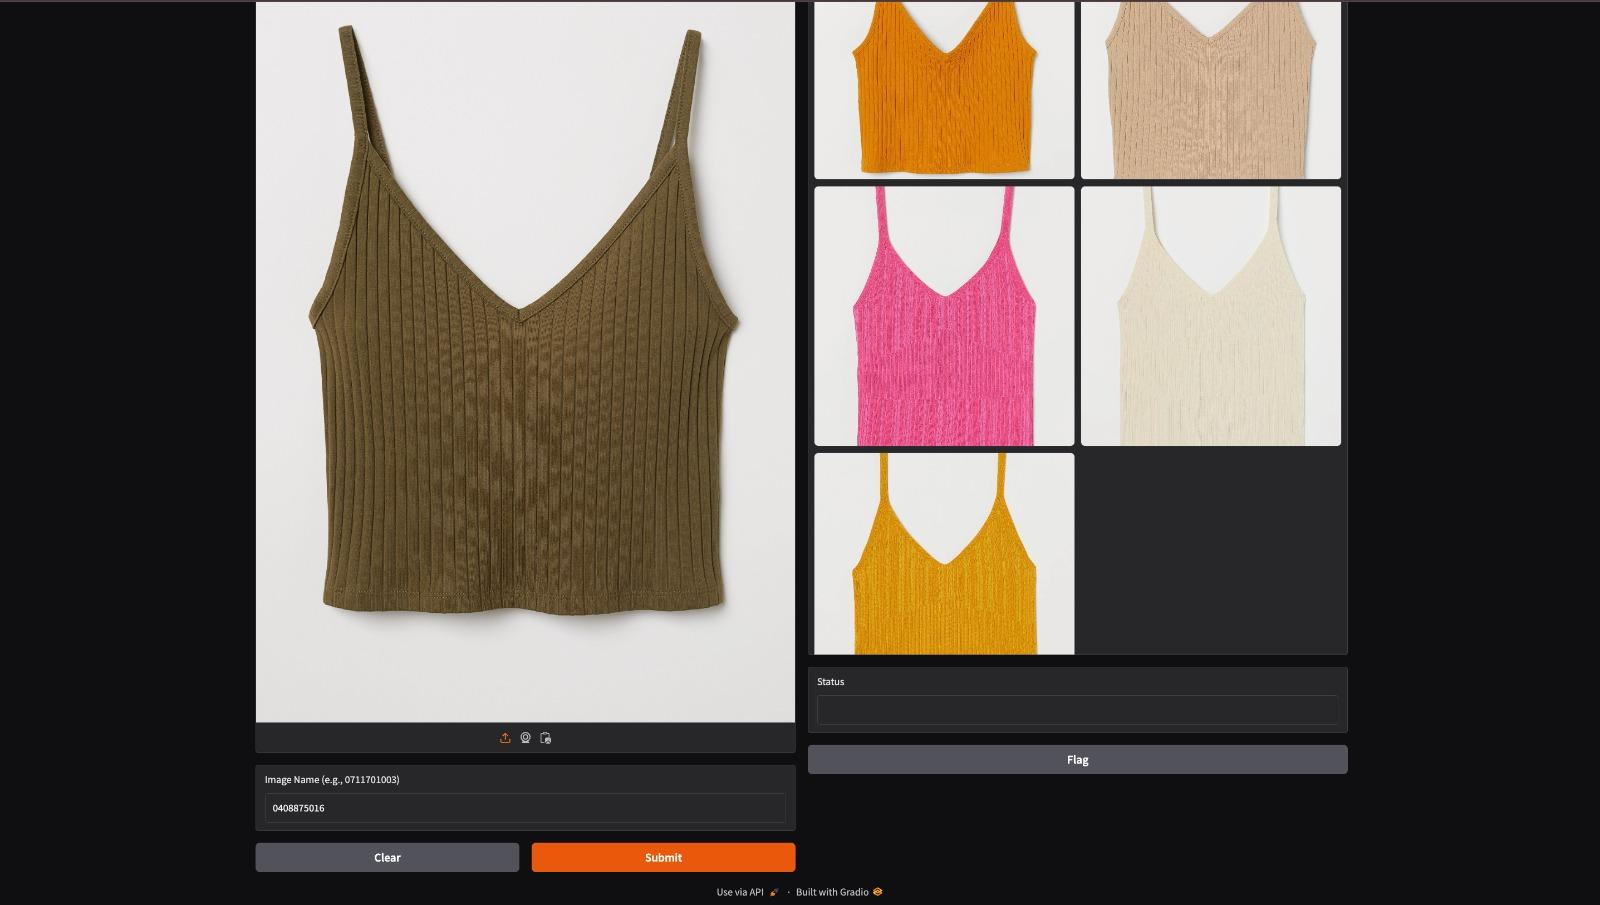 Status
Flag
Image Name (e.g., 0711701003)
0408875016
Clear
Submit
Use via API · Built with Gradio